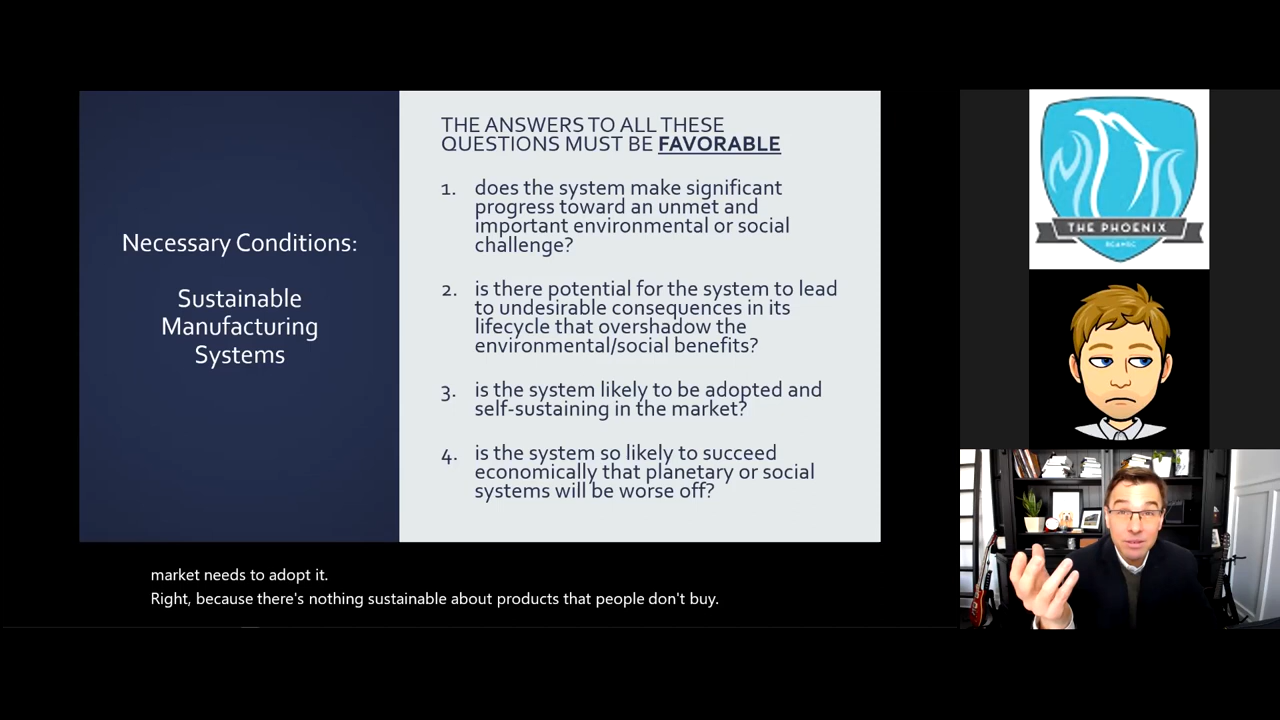 Necessary Conditions:
Sustainable
Manufacturing
Systems
THE ANSWERS TO ALL THESE
QUESTIONS MUST BE FAVORABLE
1. does the system make significant
progress toward an unmet and
important environmental or social
challenge?
2. is there potential for the system to lead
to undesirable consequences in its
lifecycle that overshadow the
environmental/social benefits?
3. is the system likely to be adopted and
self-sustaining in the market?
4. is the system so likely to succeed
economically that planetary or social
systems will be worse off?
market needs to adopt it.
Right, because there's nothing sustainable about products that people don't buy.
THE PHOENIX